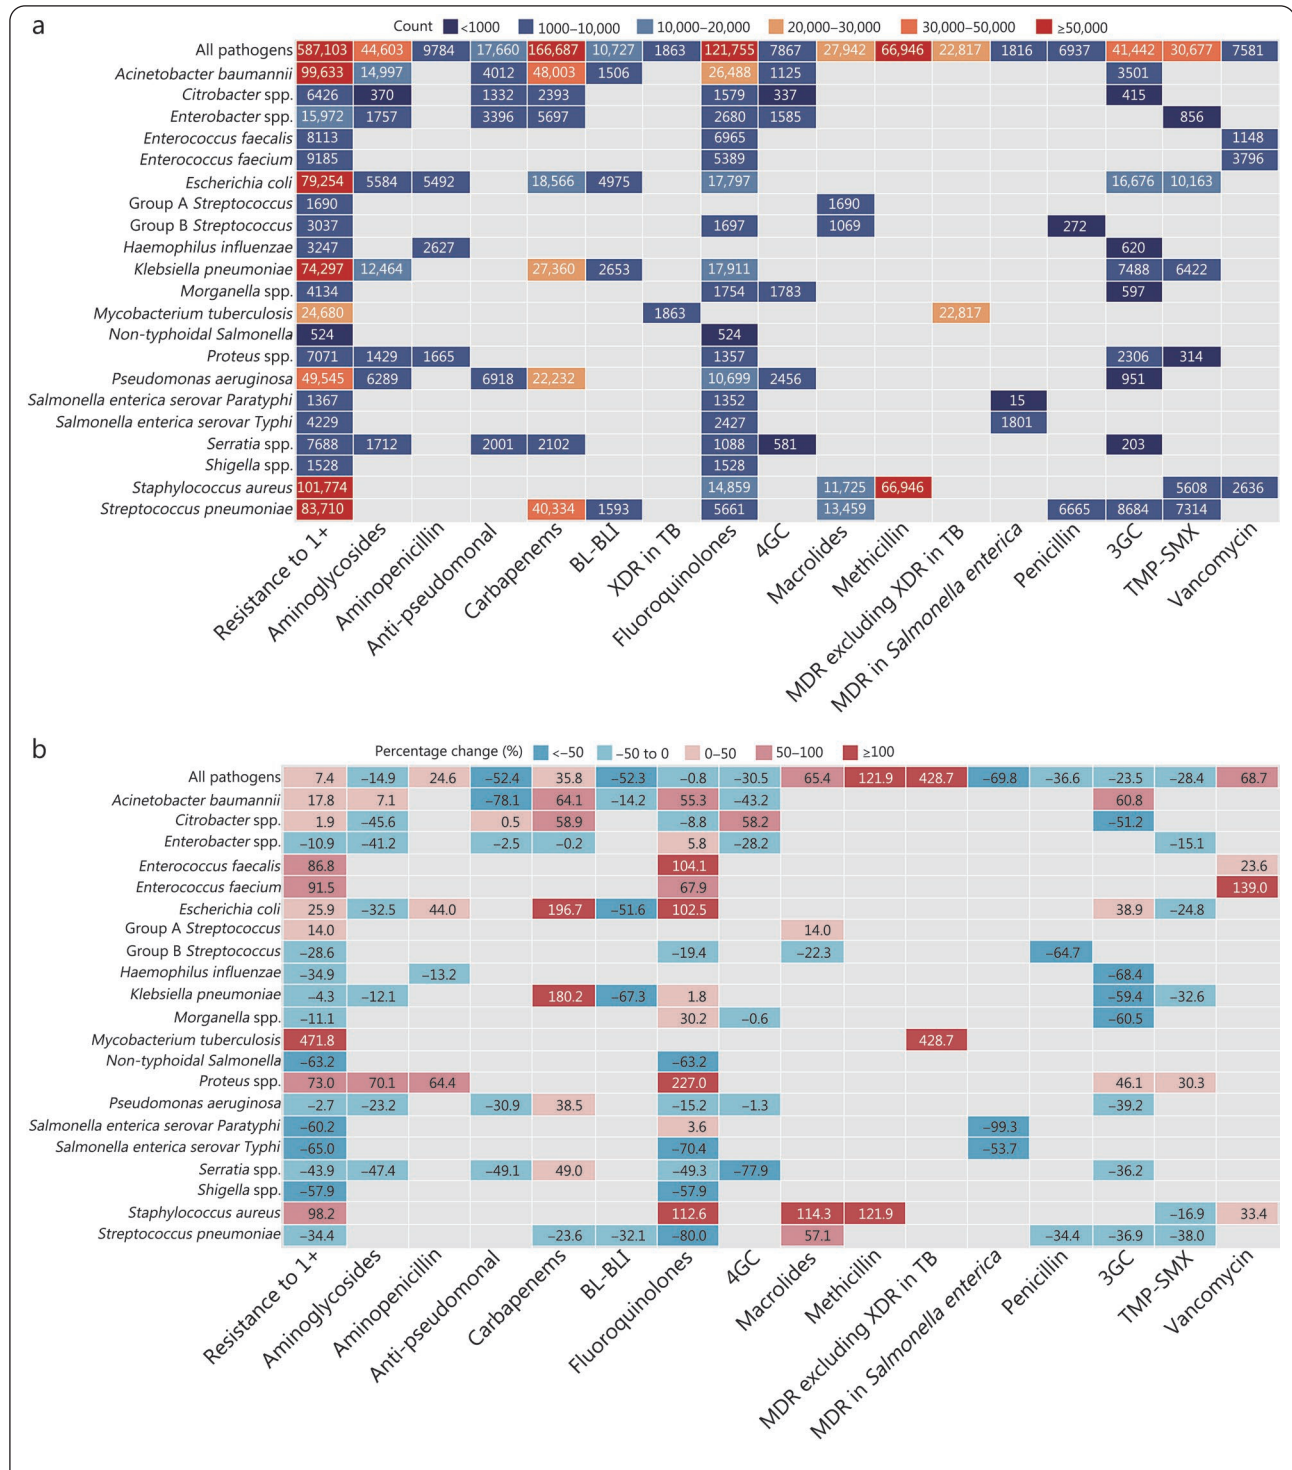 a
Count <1000 1000–10,000 10,000–20,000 20,000–30,000 30,000–50,000 ≥50,000
All pathogens 587,103 44,603 9784 17,660 166,687 10,727 1863 121,755 7867 27,942 66,946 22,817 1816 6937 41,442 30,677 7581
Acinetobacter baumannii 99,633 14,997 4012 48,003 1506 26,488 1125 3501
Citrobacter spp. 6426 370 1332 2393 1579 337 415
Enterobacter spp. 15,972 1757 3396 5697 2680 1585 856
Enterococcus faecalis 8113 6965 1148
Enterococcus faecium 9185 5389 3796
Escherichia coli 79,254 5584 5492 18,566 4975 17,797 16,676 10,163
Group A Streptococcus 1690 1690
Group B Streptococcus 3037 1697 1069 272
Haemophilus influenzae 3247 2627 620
Klebsiella pneumoniae 74,297 12,464 27,360 2653 17,911 7488 6422
Morganella spp. 4134 1754 1783 597
Mycobacterium tuberculosis 24,680 1863 22,817
Non-typhoidal Salmonella 524 524
Proteus spp. 7071 1429 1665 1357 2306 314
Pseudomonas aeruginosa 49,545 6289 6918 22,232 10,699 2456 951
Salmonella enterica serovar Paratyphi 1367 1352 15
Salmonella enterica serovar Typhi 4229 2427 1801
Serratia spp. 7688 1712 2001 2102 1088 581 203
Shigella spp. 1528 1528
Staphylococcus aureus 101,774 14,859 11,725 66,946 5608 2636
Streptococcus pneumoniae 83,710 40,334 1593 5661 13,459 6665 8684 7314
Resistance to 1+
Aminoglycosides
Aminopenicillin
Anti-pseudomonal
Carbapenems
BL-BLI
XDR in TB
Fluoroquinolones
4GC
Macrolides
Methicillin
MDR excluding XDR in TB
MDR in Salmonella enterica
Penicillin
3GC
TMP-SMX
Vancomycin
b
Percentage change (%) <−50 −50 to 0 0–50 50–100 ≥100
All pathogens 7.4 −14.9 24.6 −52.4 35.8 −52.3 −0.8 −30.5 65.4 121.9 428.7 −69.8 −36.6 −23.5 −28.4 68.7
Acinetobacter baumannii 17.8 7.1 −78.1 64.1 −14.2 55.3 −43.2 60.8
Citrobacter spp. 1.9 −45.6 0.5 58.9 −8.8 58.2 −51.2
Enterobacter spp. −10.9 −41.2 −2.5 −0.2 5.8 −28.2 −15.1
Enterococcus faecalis 86.8 104.1 23.6
Enterococcus faecium 91.5 67.9 139.0
Escherichia coli 25.9 −32.5 44.0 196.7 −51.6 102.5 38.9 −24.8
Group A Streptococcus 14.0 14.0
Group B Streptococcus −28.6 −19.4 −22.3 −64.7
Haemophilus influenzae −34.9 −13.2 −68.4
Klebsiella pneumoniae −4.3 −12.1 180.2 −67.3 1.8 −59.4 −32.6
Morganella spp. −11.1 30.2 −0.6 −60.5
Mycobacterium tuberculosis 471.8 428.7
Non-typhoidal Salmonella −63.2 −63.2
Proteus spp. 73.0 70.1 64.4 227.0 46.1 30.3
Pseudomonas aeruginosa −2.7 −23.2 −30.9 38.5 −15.2 −1.3 −39.2
Salmonella enterica serovar Paratyphi −60.2 3.6 −99.3
Salmonella enterica serovar Typhi −65.0 −70.4 −53.7
Serratia spp. −43.9 −47.4 −49.1 49.0 −49.3 −77.9 −36.2
Shigella spp. −57.9 −57.9
Staphylococcus aureus 98.2 112.6 114.3 121.9 −16.9 33.4
Streptococcus pneumoniae −34.4 −23.6 −32.1 −80.0 57.1 −34.4 −36.9 −38.0
Resistance to 1+
Aminoglycosides
Aminopenicillin
Anti-pseudomonal
Carbapenems
BL-BLI
Fluoroquinolones
4GC
Macrolides
Methicillin
MDR excluding XDR in TB
MDR in Salmonella enterica
Penicillin
3GC
TMP-SMX
Vancomycin